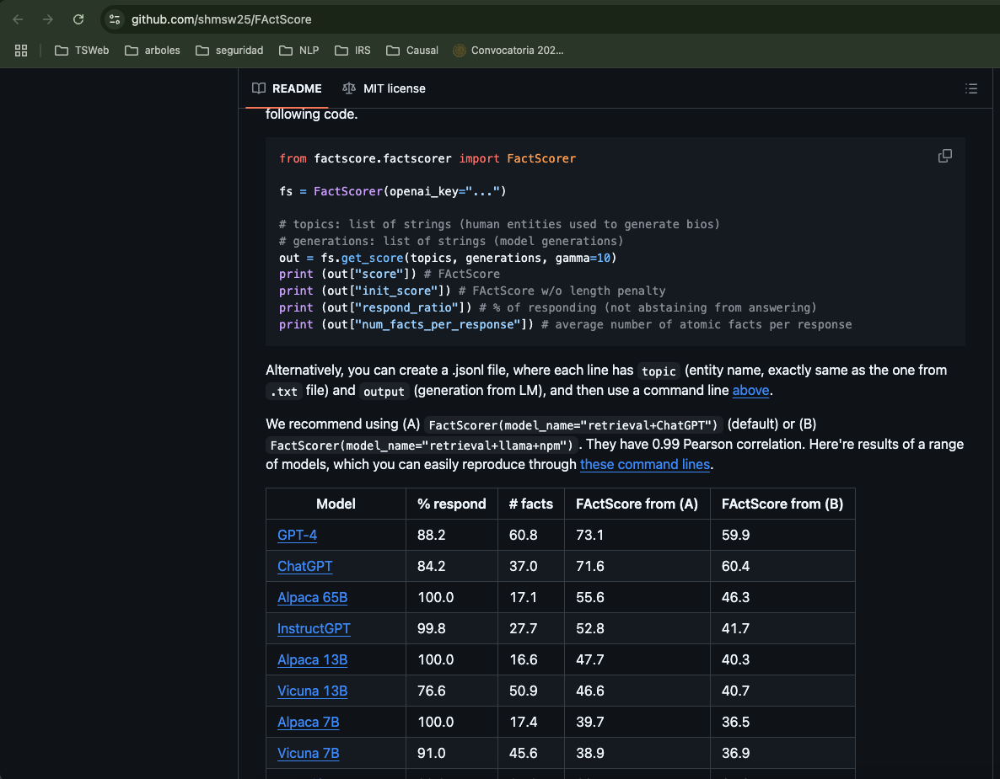 github.com/shmsw25/FActScore
TSWeb arboles seguridad NLP IRS Causal Convocatoria 202...
README MIT license
following code.
from factscore.factscorer import FactScorer
fs = FactScorer(openai_key="...")
# topics: list of strings (human entities used to generate bios)
# generations: list of strings (model generations)
out = fs.get_score(topics, generations, gamma=10)
print (out["score"]) # FActScore
print (out["init_score"]) # FActScore w/o length penalty
print (out["respond_ratio"]) # % of responding (not abstaining from answering)
print (out["num_facts_per_response"]) # average number of atomic facts per response
Alternatively, you can create a .jsonl file, where each line has topic (entity name, exactly same as the one from
.txt file) and output (generation from LM), and then use a command line above.
We recommend using (A) FactScorer(model_name="retrieval+ChatGPT") (default) or (B)
FactScorer(model_name="retrieval+llama+npm") . They have 0.99 Pearson correlation. Here're results of a range
of models, which you can easily reproduce through these command lines.
Model % respond # facts FActScore from (A) FActScore from (B)
GPT-4 88.2 60.8 73.1 59.9
ChatGPT 84.2 37.0 71.6 60.4
Alpaca 65B 100.0 17.1 55.6 46.3
InstructGPT 99.8 27.7 52.8 41.7
Alpaca 13B 100.0 16.6 47.7 40.3
Vicuna 13B 76.6 50.9 46.6 40.7
Alpaca 7B 100.0 17.4 39.7 36.5
Vicuna 7B 91.0 45.6 38.9 36.9